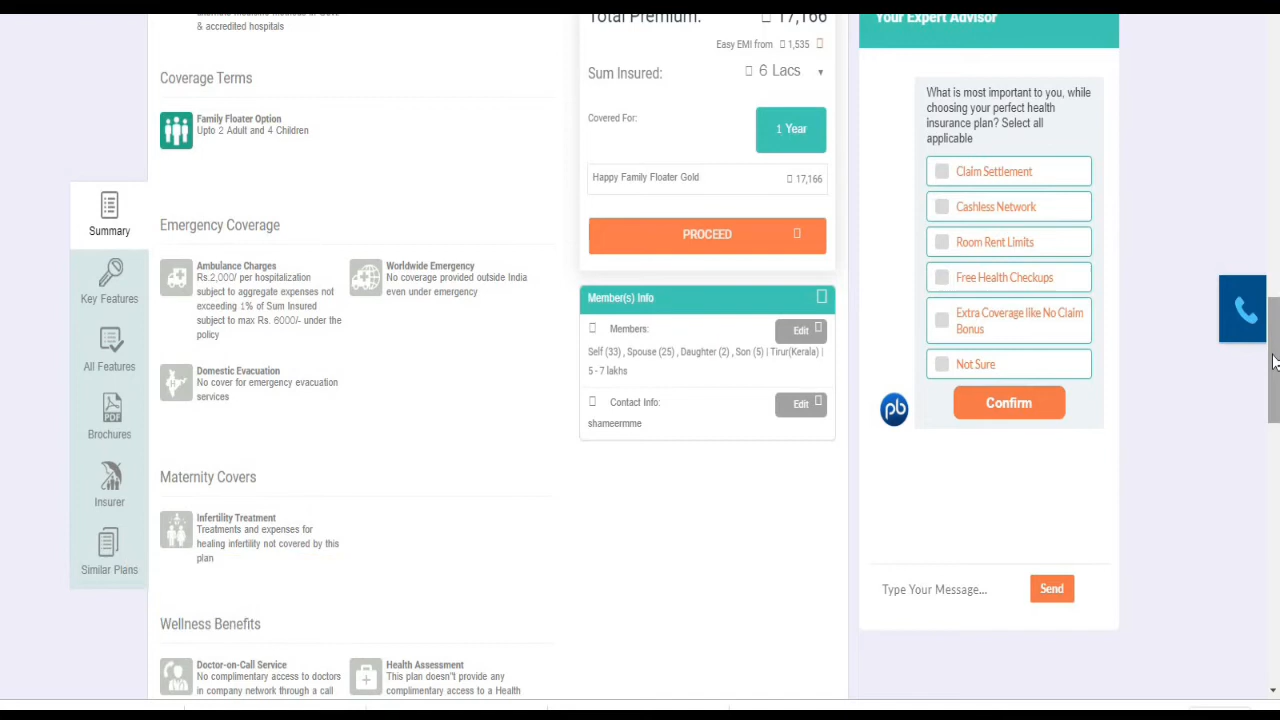 & accredited hospitals
Coverage Terms
Family Floater Option
Upto 2 Adult and 4 Children
Emergency Coverage
Ambulance Charges
Rs.2,000/ per hospitalization
subject to aggregate expenses not
exceeding 1% of Sum Insured
subject to max Rs. 6000/- under the
policy
Worldwide Emergency
No coverage provided outside India
even under emergency
Domestic Evacuation
No cover for emergency evacuation
services
Maternity Covers
Infertility Treatment
Treatments and expenses for
healing infertility not covered by this
plan
Wellness Benefits
Doctor-on-Call Service
No complimentary access to doctors
in company network through a call
Health Assessment
This plan doesn"t provide any
complimentary access to a Health
Summary
Key Features
All Features
PDF
Brochures
Insurer
Similar Plans
Total Premium: 17,166
Easy EMI from 1,535
Sum Insured: 6 Lacs
Covered For: 1 Year
Happy Family Floater Gold 17,166
PROCEED
Member(s) Info
Members: Edit
Self (33) , Spouse (25) , Daughter (2) , Son (5) | Tirur(Kerala) |
5 - 7 lakhs
Contact Info: Edit
shameermme
Your Expert Advisor
What is most important to you, while
choosing your perfect health
insurance plan? Select all
applicable
Claim Settlement
Cashless Network
Room Rent Limits
Free Health Checkups
Extra Coverage like No Claim
Bonus
Not Sure
Confirm
pb
Type Your Message... Send